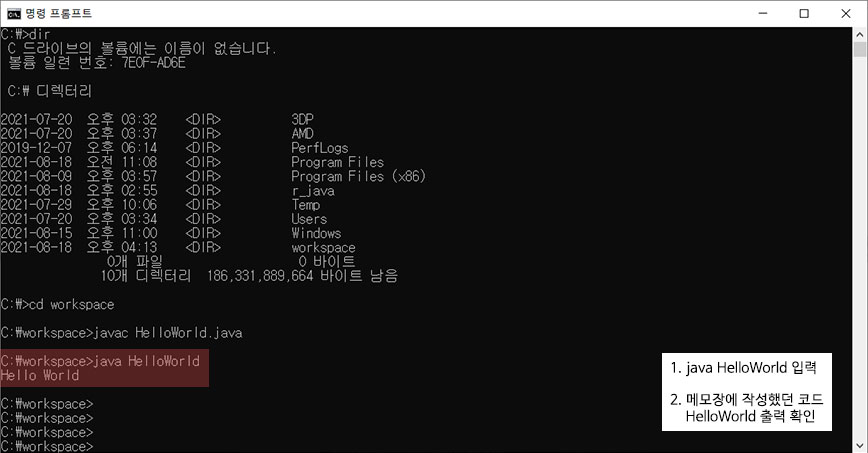 명령 프롬프트
C:\>dir
 C 드라이브의 볼륨에는 이름이 없습니다.
 볼륨 일련 번호: 7E0F-AD6E
 C:\ 디렉터리
2021-07-20  오후 03:32    <DIR>          3DP
2021-07-20  오후 03:37    <DIR>          AMD
2019-12-07  오후 06:14    <DIR>          PerfLogs
2021-08-18  오전 11:08    <DIR>          Program Files
2021-08-09  오후 03:57    <DIR>          Program Files (x86)
2021-08-18  오후 02:55    <DIR>          r_java
2021-07-29  오후 10:06    <DIR>          Temp
2021-07-20  오후 03:34    <DIR>          Users
2021-08-15  오후 11:00    <DIR>          Windows
2021-08-18  오후 04:13    <DIR>          workspace
               0개 파일                   0 바이트
              10개 디렉터리  186,331,889,664 바이트 남음
C:\>cd workspace
C:\workspace>javac HelloWorld.java
C:\workspace>java HelloWorld
Hello World
C:\workspace>
C:\workspace>
C:\workspace>
C:\workspace>
1. java HelloWorld 입력
2. 메모장에 작성했던 코드
HelloWorld 출력 확인